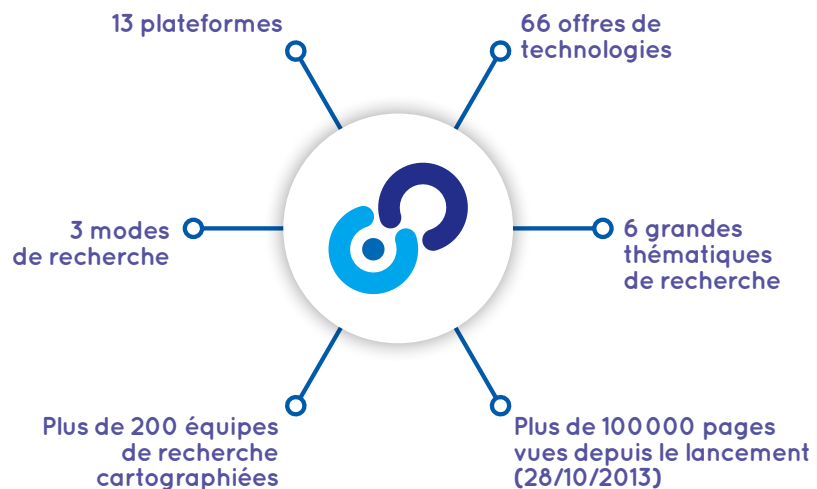 13 plateformes
66 offres de
technologies
3 modes
de recherche
6 grandes
thématiques
de recherche
Plus de 200 équipes
de recherche
cartographiées
Plus de 100 000 pages
vues depuis le lancement
(28/10/2013)